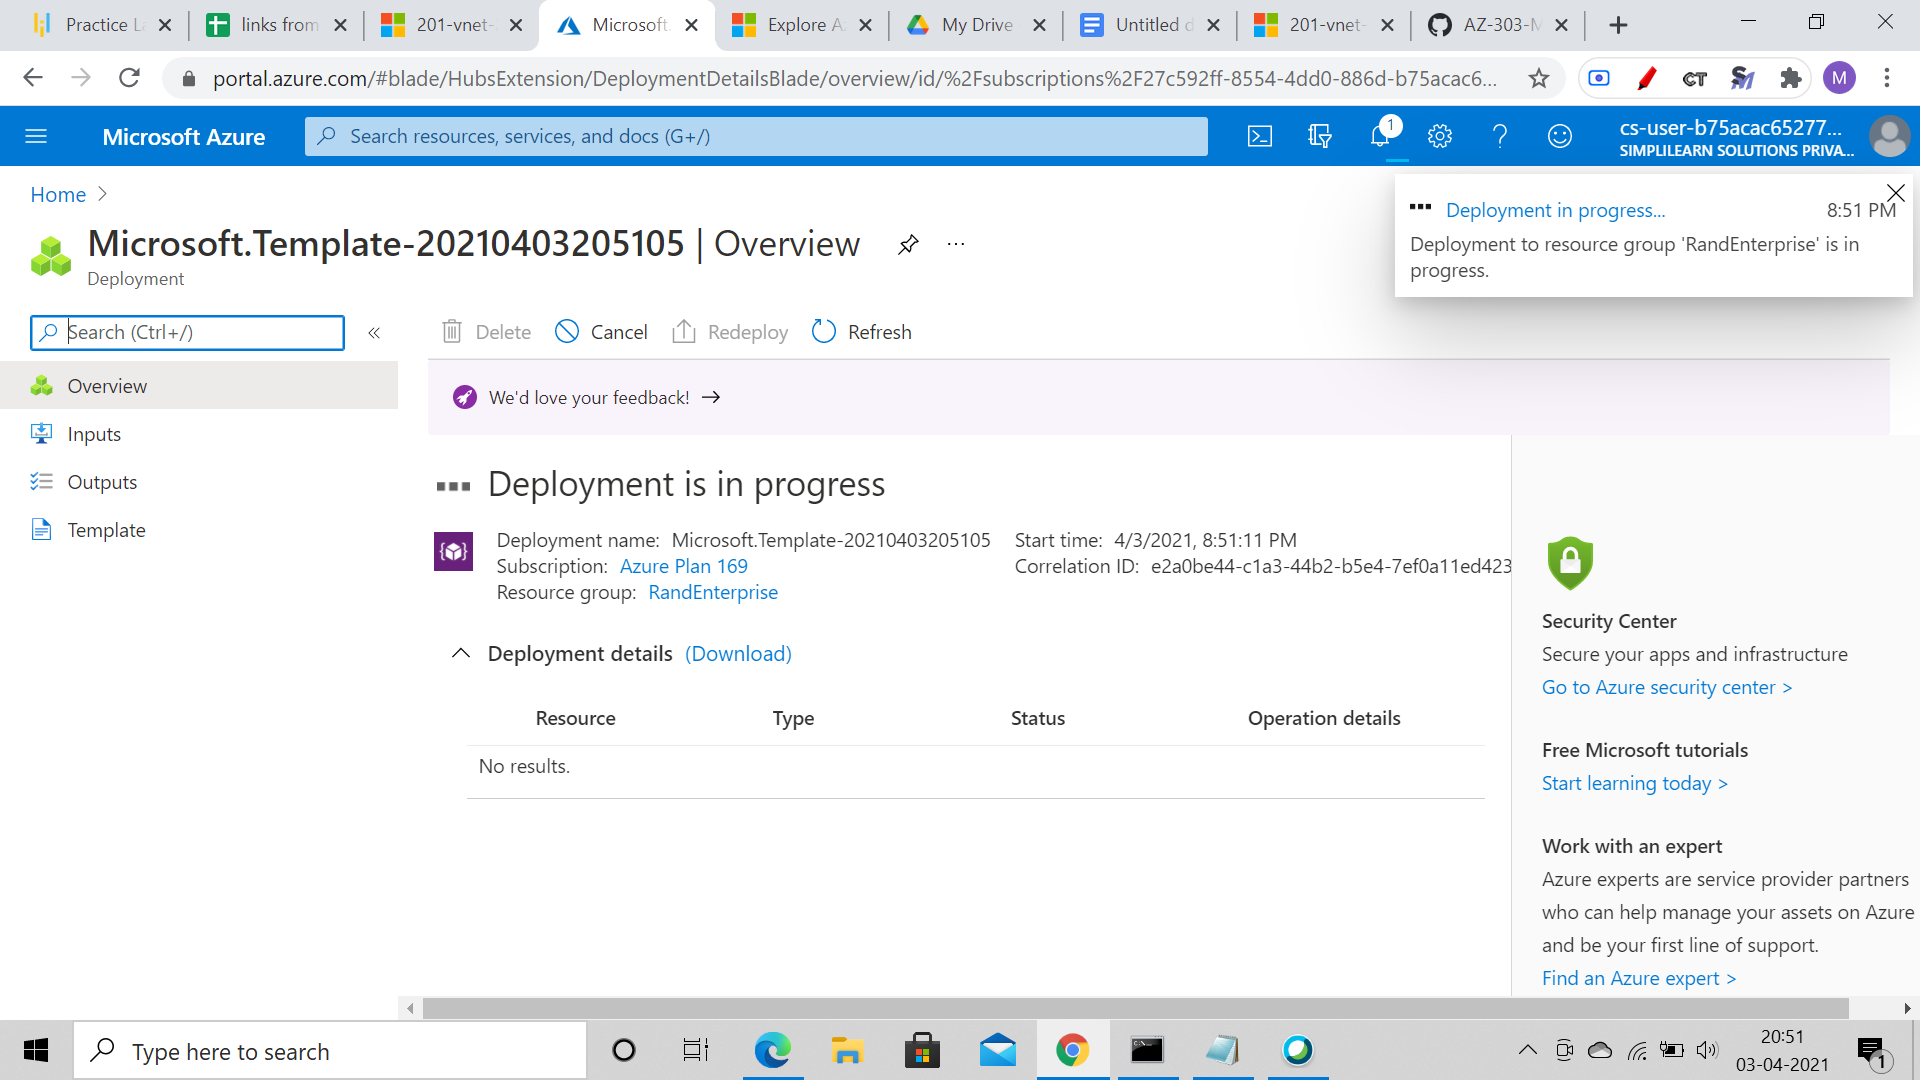 Practice L
links from
201-vnet-
Microsoft.
Explore A
My Drive
Untitled d
201-vnet-
AZ-303-M
portal.azure.com/#blade/HubsExtension/DeploymentDetailsBlade/overview/id/%2Fsubscriptions%2F27c592ff-8554-4dd0-886d-b75acac6...
CT
M
Microsoft Azure
Search resources, services, and docs (G+/)
1
cs-user-b75acac65277...
SIMPLILEARN SOLUTIONS PRIVA...
Home
Deployment in progress...
8:51 PM
Deployment to resource group 'RandEnterprise' is in
progress.
Microsoft.Template-20210403205105 | Overview
Deployment
Search (Ctrl+/)
«
Delete
Cancel
Redeploy
Refresh
We'd love your feedback! →
Overview
Inputs
Outputs
Template
Deployment is in progress
Deployment name: Microsoft.Template-20210403205105
Subscription: Azure Plan 169
Resource group: RandEnterprise
Start time: 4/3/2021, 8:51:11 PM
Correlation ID: e2a0be44-c1a3-44b2-b5e4-7ef0a11ed423
Deployment details (Download)
Resource Type Status Operation details
No results.
Security Center
Secure your apps and infrastructure
Go to Azure security center >
Free Microsoft tutorials
Start learning today >
Work with an expert
Azure experts are service provider partners
who can help manage your assets on Azure
and be your first line of support.
Find an Azure expert >
Type here to search
20:51
03-04-2021
1